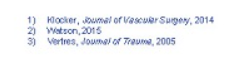 1) Klocker, Journal of Vascular Surgery, 2014
2) Watson,2015
3) Vertres, Journal of Trauma, 2005